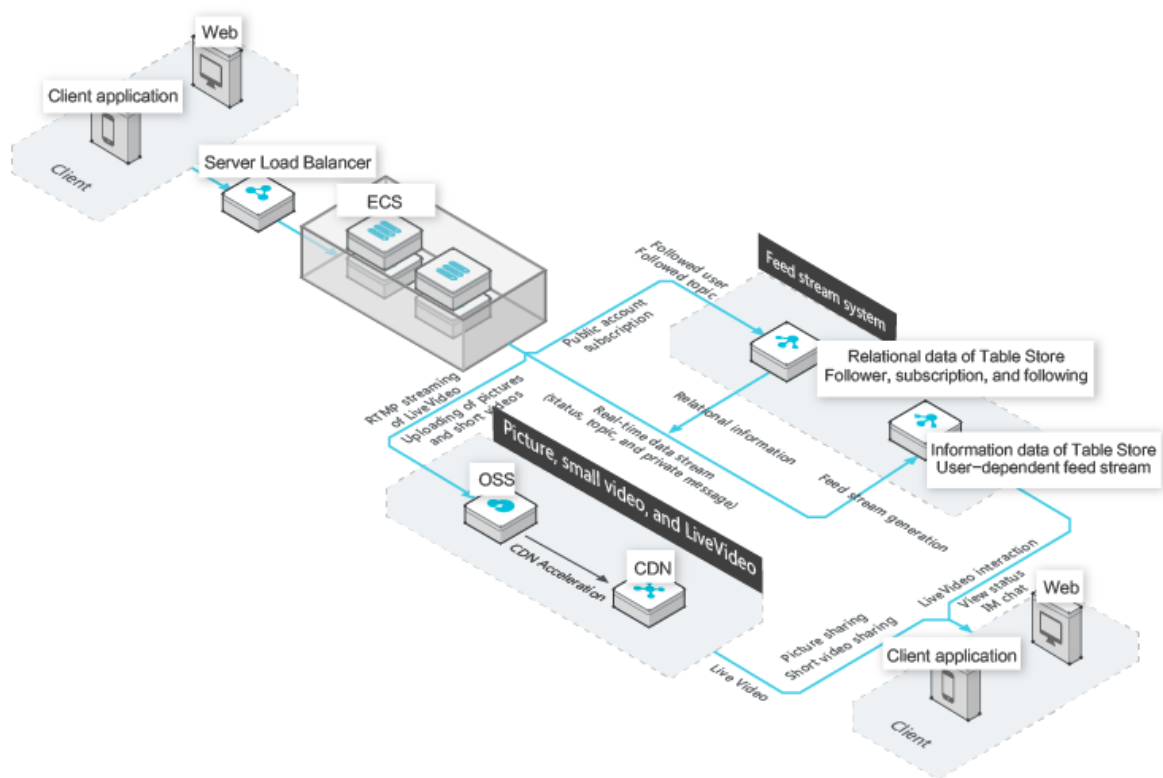 Web
Client application
Client
Server Load Balancer
ECS
Followed user
Followed topic
Public account
subscription
Feed stream system
Relational data of Table Store
Follower, subscription, and following
RTMp streaming
of LiveVideo
Uploading of pictures
and short videos
Real-time data stream
(status, topic, and private message)
Relational information
Information data of Table Store
User-dependent feed stream
Feed stream generation
Picture, small video, and LiveVideo
OSS
CDN Acceleration
CDN
LiveVideo interaction
View status
IM chat
Picture sharing
Short video sharing
Live Video
Web
Client application
Client